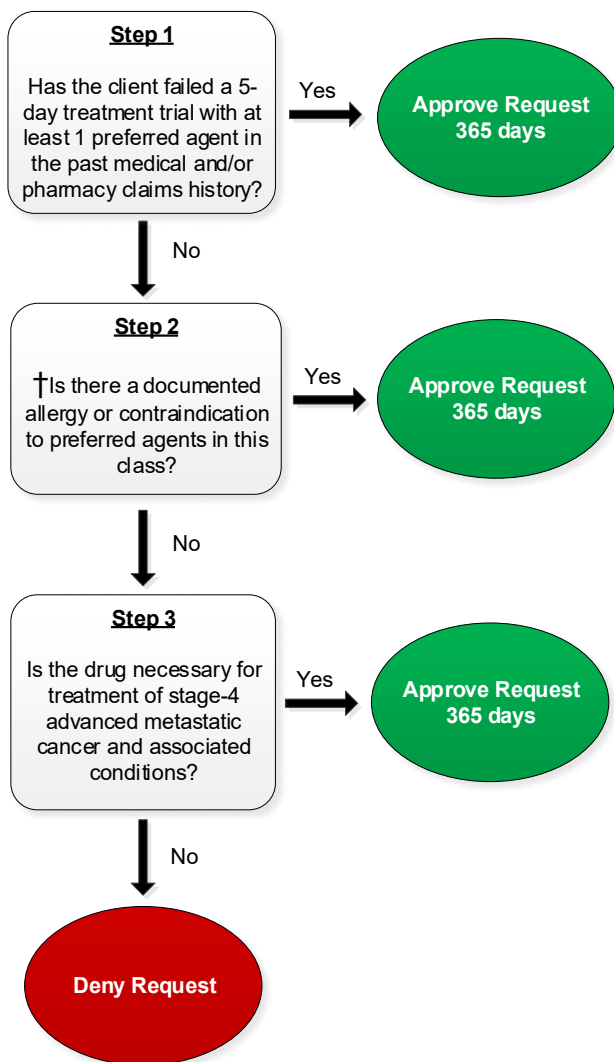 Step 1
Has the client failed a 5-
day treatment trial with at
least 1 preferred agent in
the past medical and/or
pharmacy claims history?
Yes
Approve Request
365 days
No
Step 2
†Is there a documented
allergy or contraindication
to preferred agents in this
class?
Yes
Approve Request
365 days
No
Step 3
Is the drug necessary for
treatment of stage-4
advanced metastatic
cancer and associated
conditions?
Yes
Approve Request
365 days
No
Deny Request